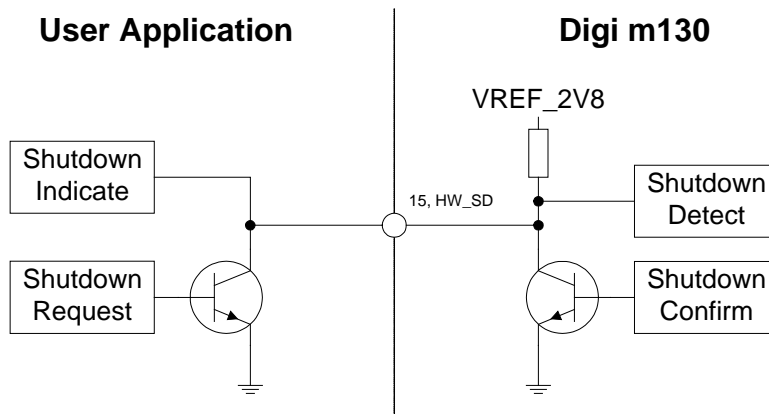 User Application
Digi m130
VREF_2V8
Shutdown
Indicate
15, HW_SD
Shutdown
Detect
Shutdown
Request
Shutdown
Confirm